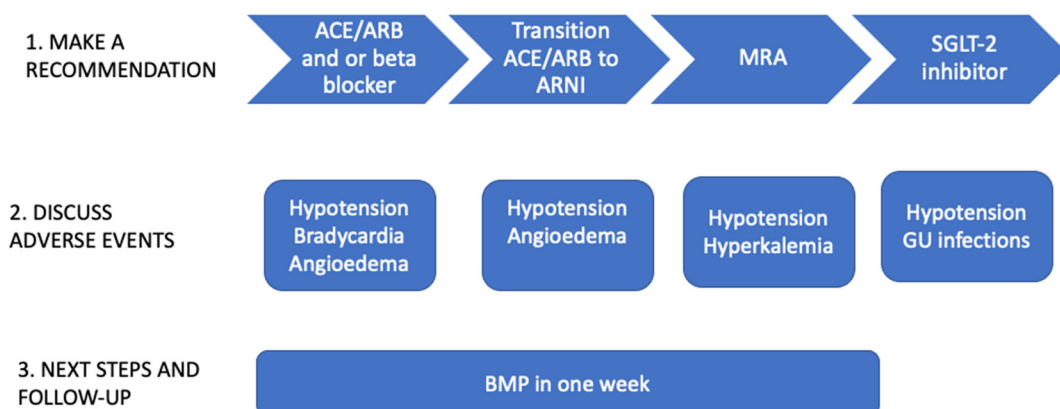 1. MAKE A
RECOMMENDATION
ACE/ARB
and or beta
blocker
Transition
ACE/ARB to
ARNI
MRA
SGLT-2
inhibitor
2. DISCUSS
ADVERSE EVENTS
Hypotension
Bradycardia
Angioedema
Hypotension
Angioedema
Hypotension
Hyperkalemia
Hypotension
GU infections
3. NEXT STEPS AND
FOLLOW-UP
BMP in one week